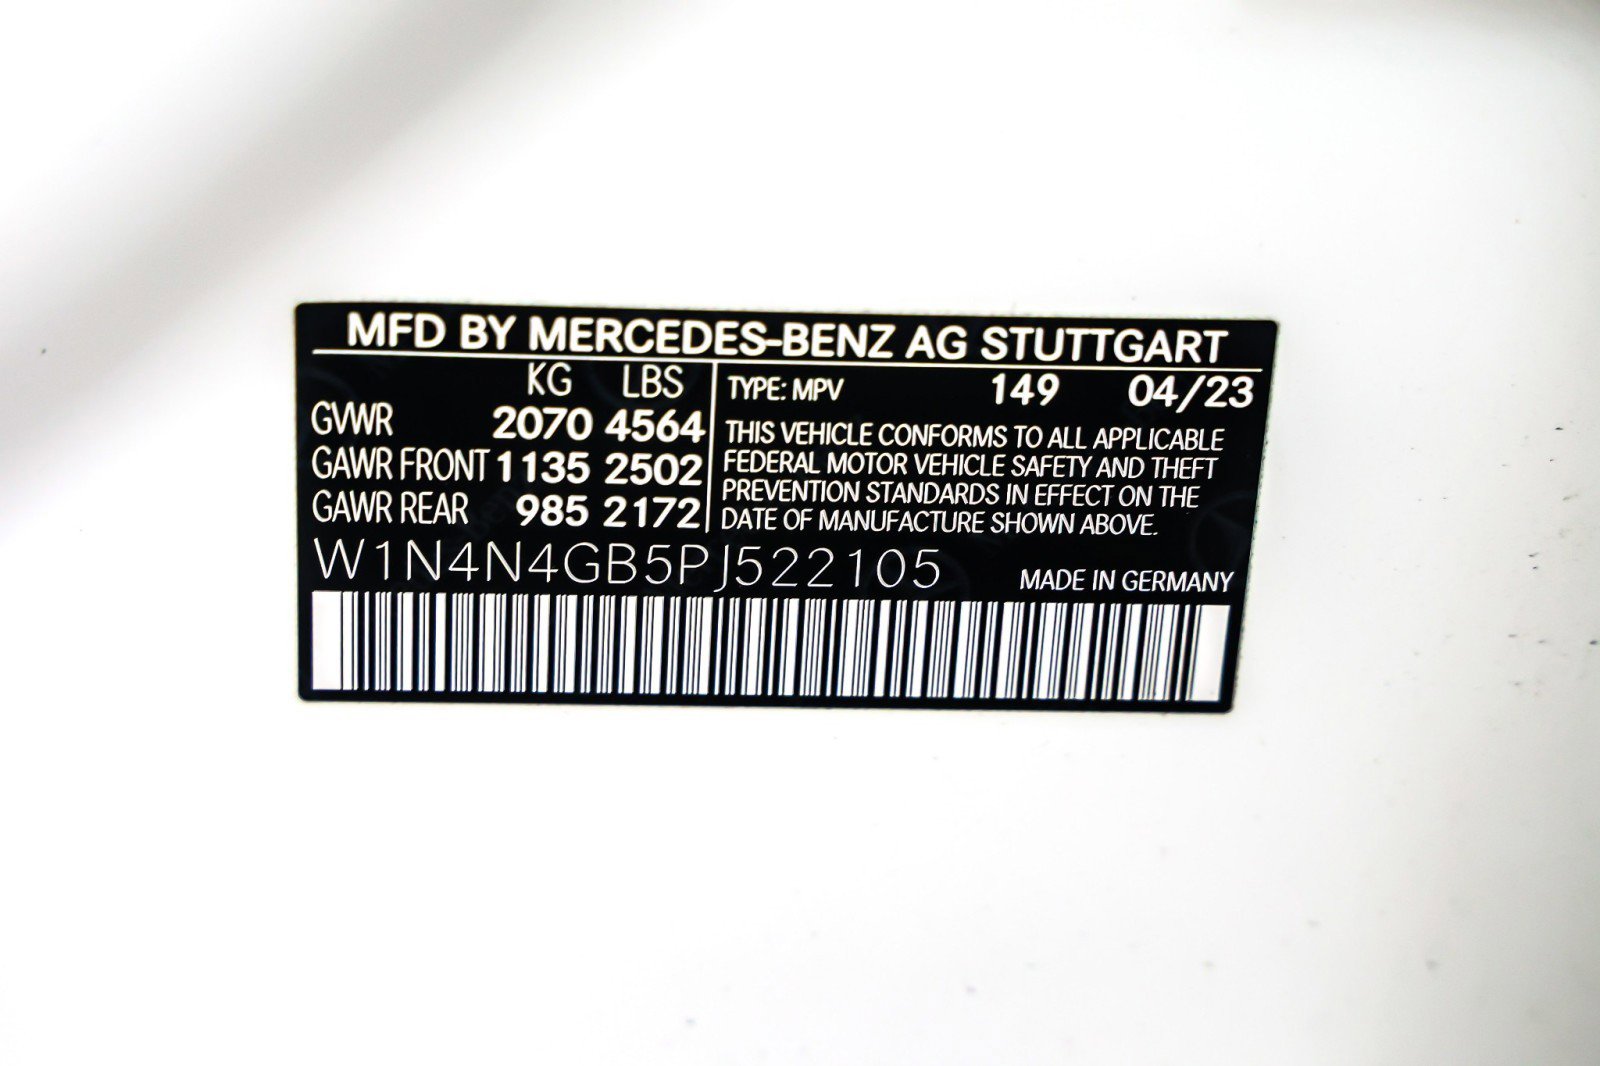 MFD BY MERCEDES-BENZ AG STUTTGART
KG LBS
GVWR 2070 4564
GAWR FRONT 1135 2502
GAWR REAR 985 2172
TYPE: MPV 149 04/23
THIS VEHICLE CONFORMS TO ALL APPLICABLE
FEDERAL MOTOR VEHICLE SAFETY AND THEFT
PREVENTION STANDARDS IN EFFECT ON THE
DATE OF MANUFACTURE SHOWN ABOVE.
W1N4N4GB5PJ522105
MADE IN GERMANY